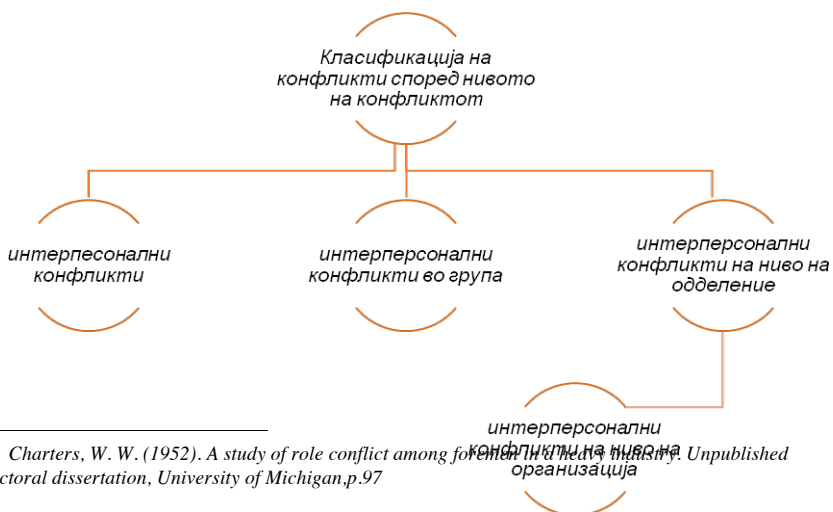 Класификација на
конфликти според нивото
на конфликтот
интерпесонални
конфликти
интерперсонални
конфликти во група
интерперсонални
конфликти на ниво на
одделение
интерперсонални
конфликти на ниво на
организација
Charters, W. W. (1952). A study of role conflict among foremen in a heavy industry. Unpublished
ctoral dissertation, University of Michigan,p.97